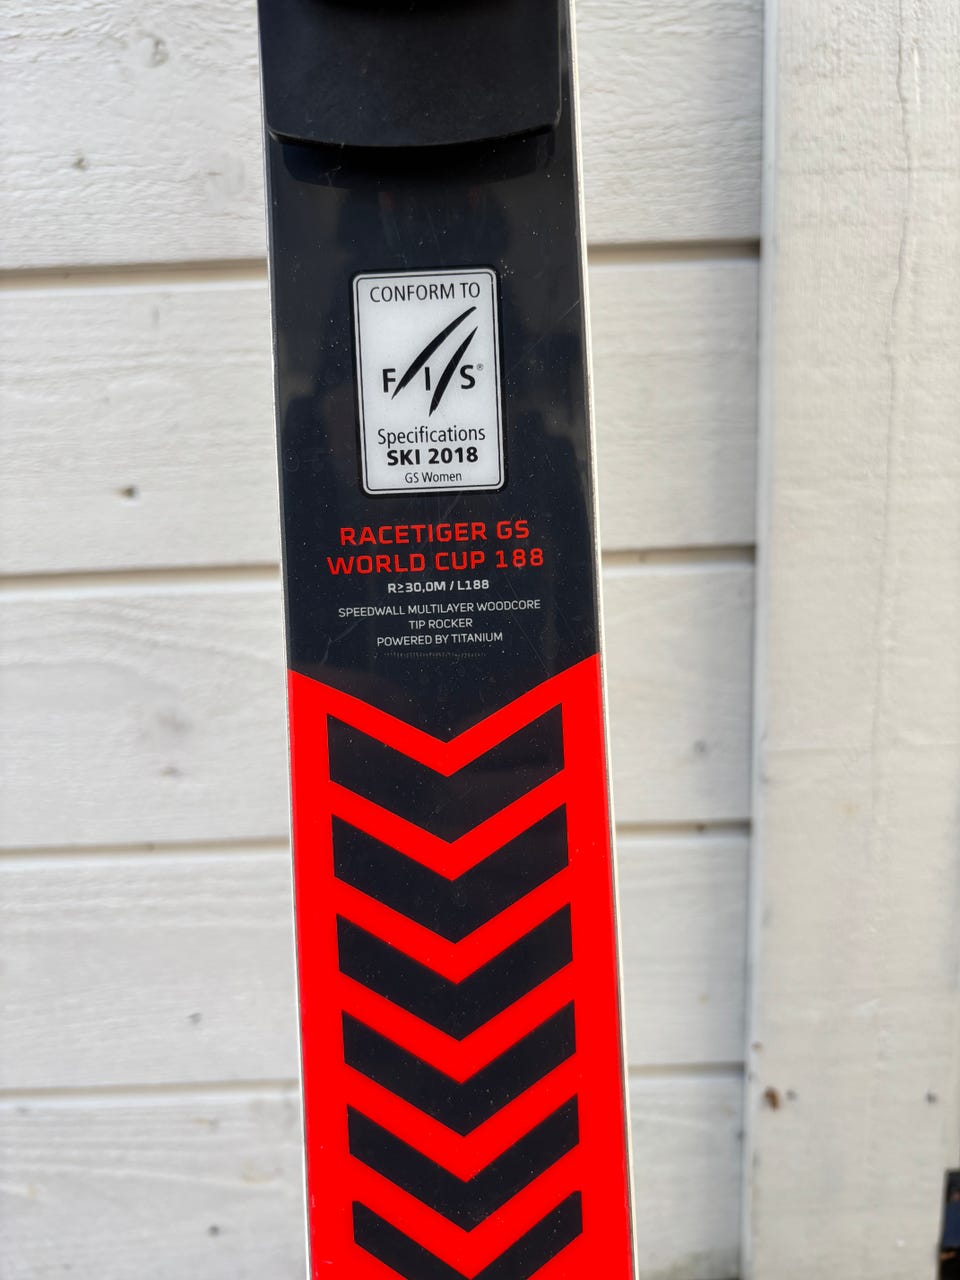 CONFORM TO
FIS®
Specifications
SKI 2018
GS Women
RACETIGER GS
WORLD CUP 188
R≥30,0M / L188
SPEEDWALL MULTILAYER WOODCORE
TIP ROCKER
POWERED BY TITANIUM